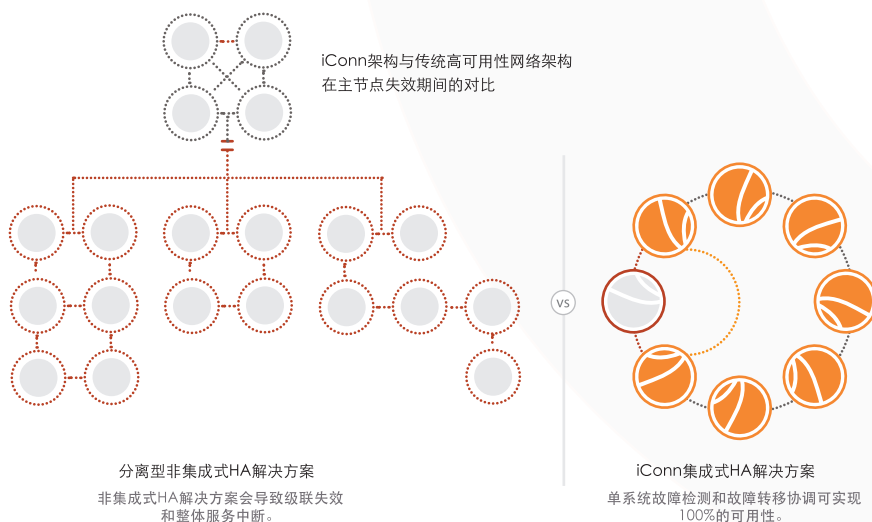 iConn架构与传统高可用性网络架构
在主节点失效期间的对比
VS
分离型非集成式HA解决方案
非集成式HA解决方案会导致级联失效
和整体服务中断。
iConn集成式HA解决方案
单系统故障检测和故障转移协调可实现
100%的可用性。